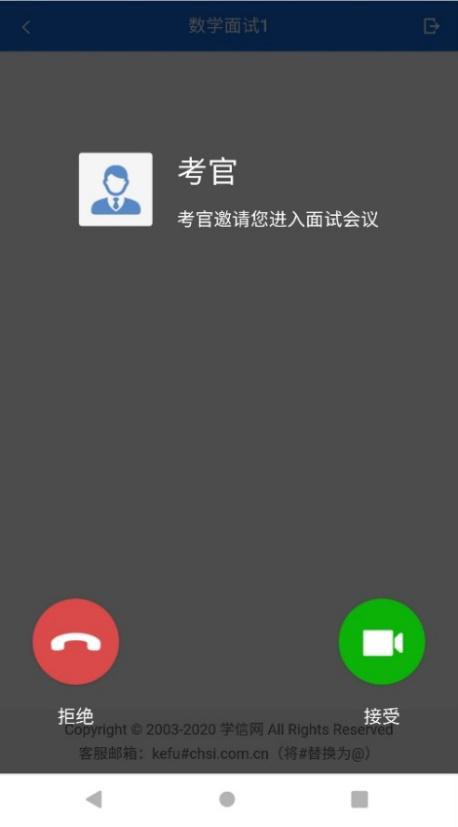 数学面试1
考官
考官邀请您进入面试会议
拒绝
接受
Copyright © 2003-2020 学信网 All Rights Reserved
客服邮箱：kefu#chsi.com.cn（将#替换为@）